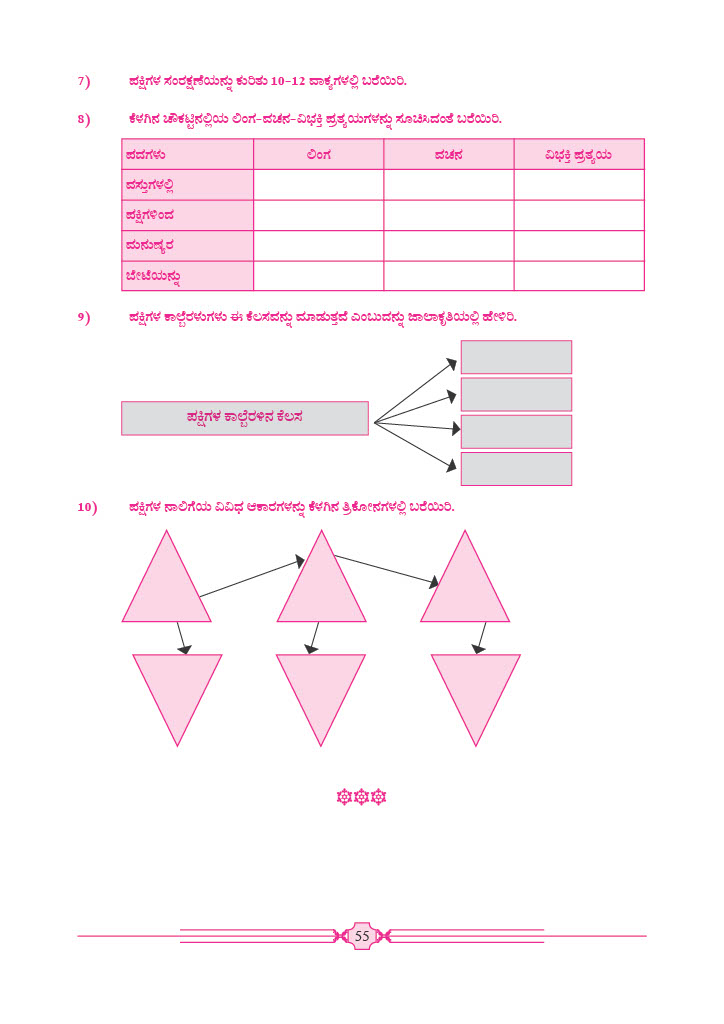 7) ಪಕ್ಷಿಗಳ ಸಂರಕ್ಷಣೆಯನ್ನು ಕುರಿತು 10-12 ವಾಕ್ಯಗಳಲ್ಲಿ ಬರೆಯಿರಿ.
8) ಕೆಳಗಿನ ಚೌಕಟ್ಟಿನಲ್ಲಿಯ ಲಿಂಗ-ವಚನ-ವಿಭಕ್ತಿ ಪ್ರತ್ಯಯಗಳನ್ನು ಸೂಚಿಸಿದಂತೆ ಬರೆಯಿರಿ.
ಪದಗಳು ಲಿಂಗ ವಚನ ವಿಭಕ್ತಿ ಪ್ರತ್ಯಯ
ವಸ್ತುಗಳಲ್ಲಿ
ಪಕ್ಷಿಗಳಿಂದ
ಮನುಷ್ಯರ
ಬೇಟೆಯನ್ನು
9) ಪಕ್ಷಿಗಳ ಕಾಲ್ಬೆರಳುಗಳು ಈ ಕೆಲಸವನ್ನು ಮಾಡುತ್ತವೆ ಎಂಬುದನ್ನು ಜಾಲಾಕೃತಿಯಲ್ಲಿ ಹೇಳಿರಿ.
ಪಕ್ಷಿಗಳ ಕಾಲ್ಬೆರಳಿನ ಕೆಲಸ
10) ಪಕ್ಷಿಗಳ ನಾಲಿಗೆಯ ವಿವಿಧ ಆಕಾರಗಳನ್ನು ಕೆಳಗಿನ ತ್ರಿಕೋನಗಳಲ್ಲಿ ಬರೆಯಿರಿ.
55